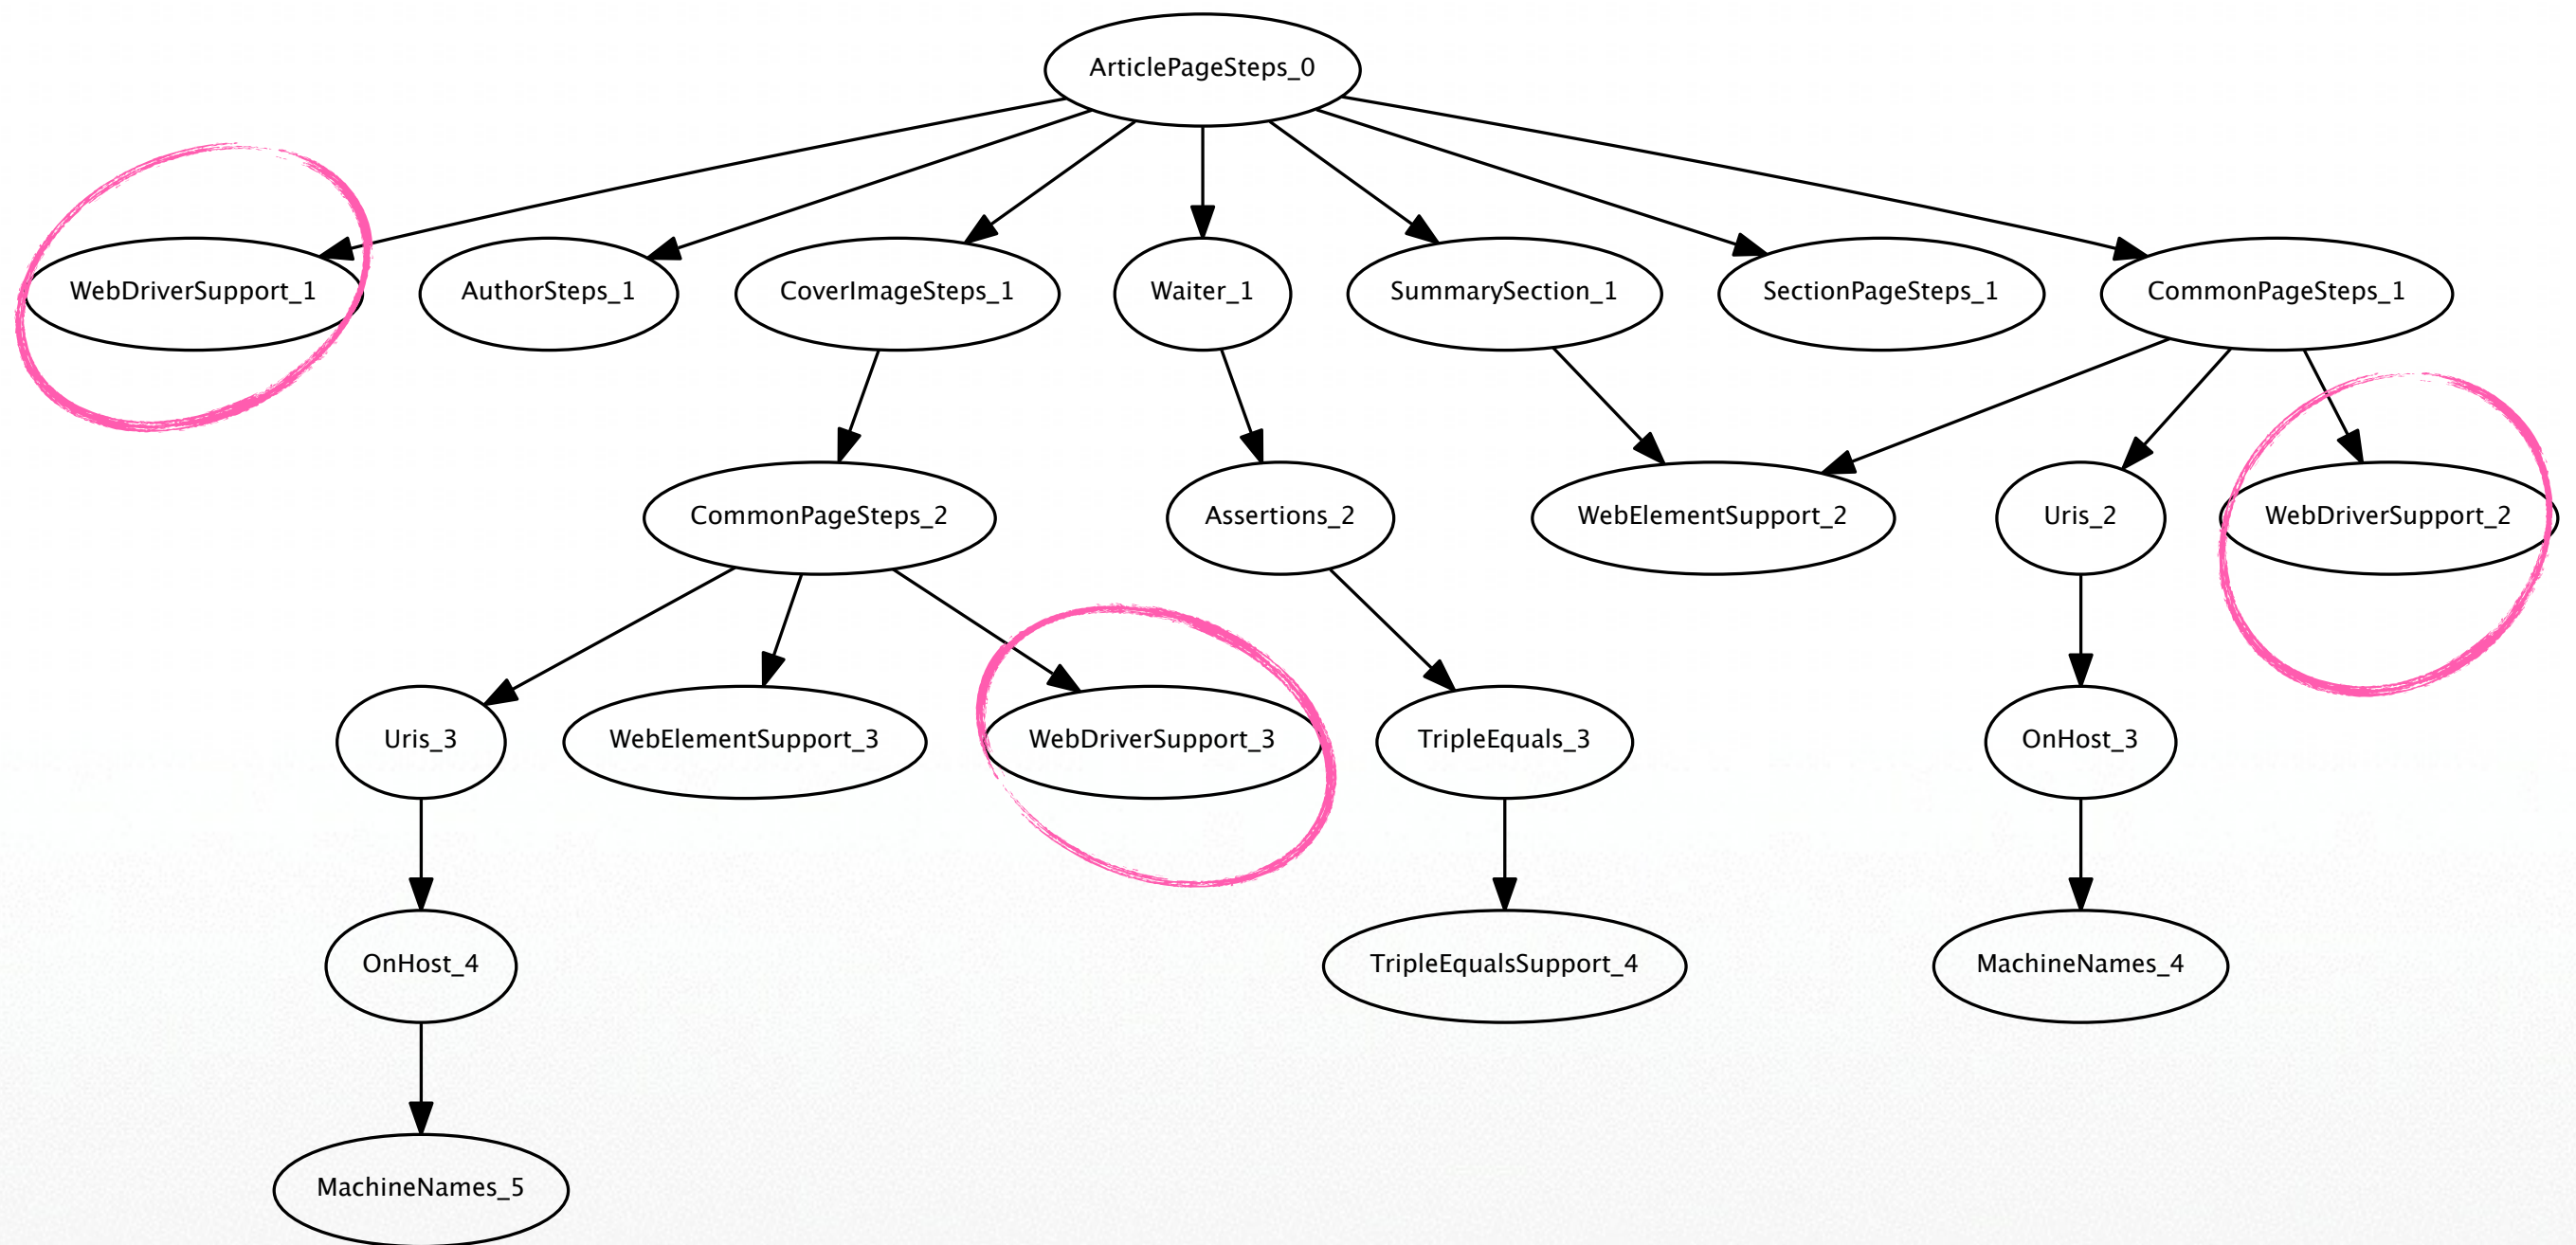 ArticlePageSteps_0
WebDriverSupport_1
AuthorSteps_1
CoverImageSteps_1
Waiter_1
SummarySection_1
SectionPageSteps_1
CommonPageSteps_1
CommonPageSteps_2
Assertions_2
WebElementSupport_2
Uris_2
WebDriverSupport_2
Uris_3
WebElementSupport_3
WebDriverSupport_3
TripleEquals_3
OnHost_3
OnHost_4
TripleEqualsSupport_4
MachineNames_4
MachineNames_5